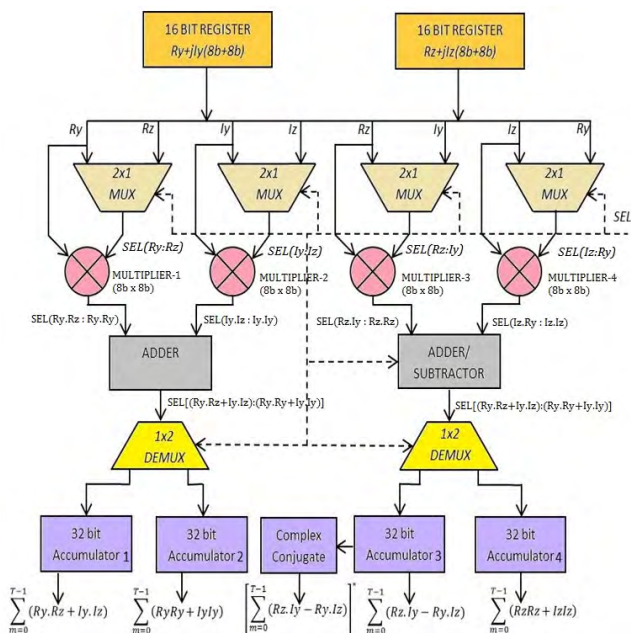 16 BIT REGISTER
Ry+jIy(8b+8b)
16 BIT REGISTER
Rz+jIz(8b+8b)
Ry
Rz
Iy
Iz
Rz
Iy
Iz
Ry
2x1
MUX
2x1
MUX
2x1
MUX
2x1
MUX
SEL
SEL(Ry:Rz)
SEL(Iy:Iz)
SEL(Rz:Iy)
SEL(Iz:Ry)
MULTIPLIER-1
(8b x 8b)
MULTIPLIER-2
(8b x 8b)
MULTIPLIER-3
(8b x 8b)
MULTIPLIER-4
(8b x 8b)
SEL(Ry.Rz : Ry.Ry)
SEL(Iy.Iz : Iy.Iy)
SEL(Rz.Iy : Rz.Rz)
SEL(Iz.Ry : Iz.Iz)
ADDER
ADDER/
SUBTRACTOR
SEL[(Ry.Rz+Iy.Iz):(Ry.Ry+Iy.Iy)]
SEL[(Ry.Rz+Iy.Iz):(Ry.Ry+Iy.Iy)]
1x2
DEMUX
1x2
DEMUX
32 bit
Accumulator 1
32 bit
Accumulator 2
Complex
Conjugate
32 bit
Accumulator 3
32 bit
Accumulator 4
∑_{m=0}^{T-1}(Ry.Rz + Iy.Iz)
∑_{m=0}^{T-1}(RyRy + IyIy)
[∑_{m=0}^{T-1}(Rz.Iy − Ry.Iz)]*
∑_{m=0}^{T-1}(Rz.Iy − Ry.Iz)
∑_{m=0}^{T-1}(RzRz + IzIz)